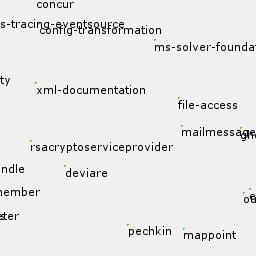 concur
s-tracing-eventsource
config-transformation
ms-solver-foundat
ty
xml-documentation
file-access
mailmessage
rsacryptoserviceprovider
ndle
deviare
nember
ter
pechkin
mappoint